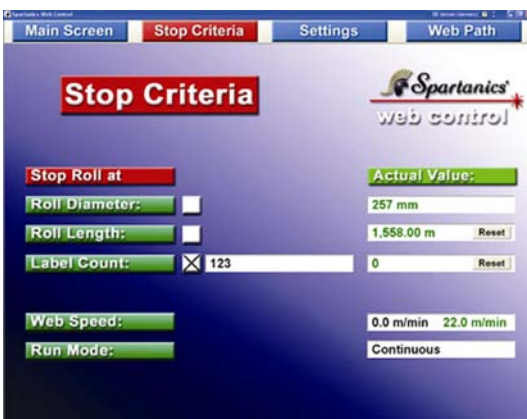 Spartanics Web Control
Main Screen Stop Criteria Settings Web Path
Stop Criteria
Spartanics
web control
Stop Roll at Actual Value:
Roll Diameter: 257 mm
Roll Length: 1,558.00 m Reset
Label Count: 123 0 Reset
Web Speed: 0.0 m/min 22.0 m/min
Run Mode: Continuous